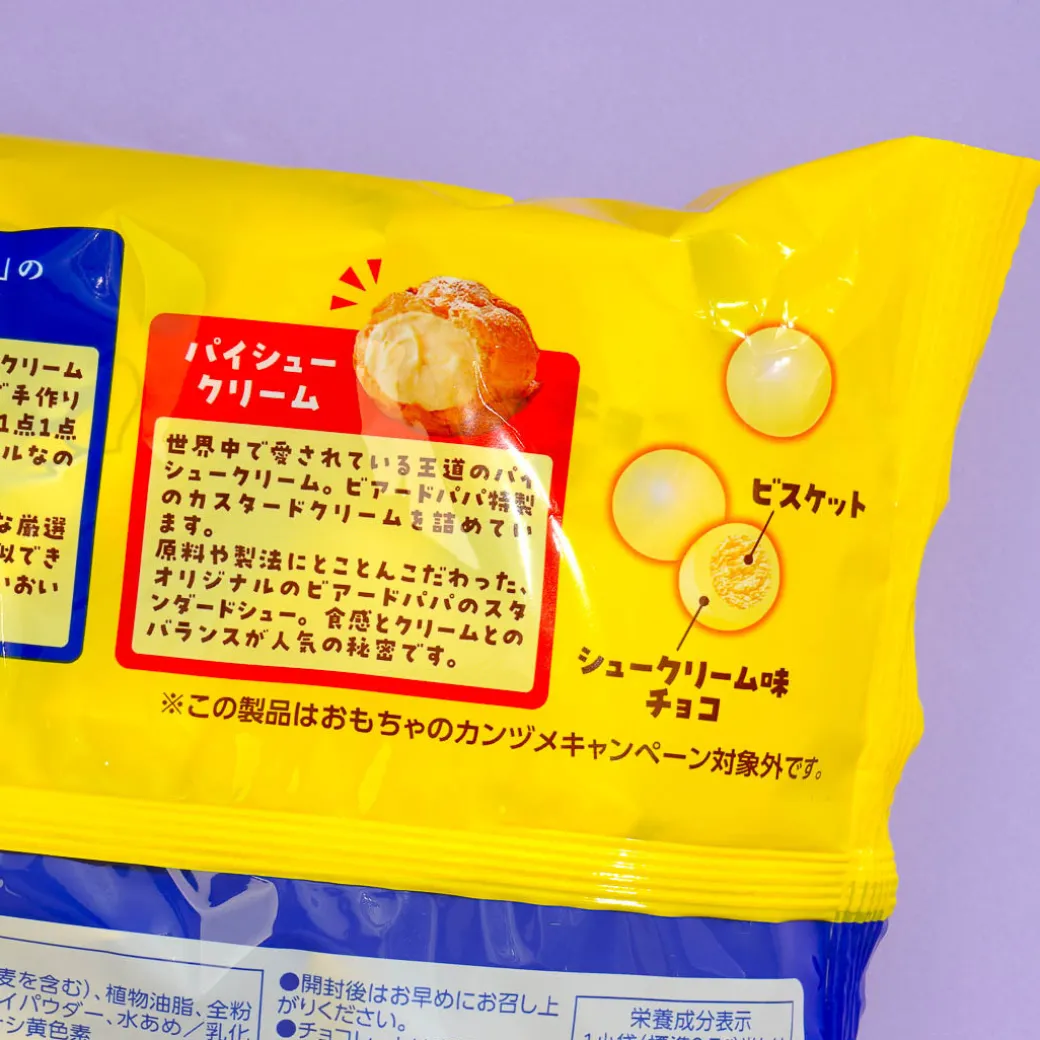 」の
クリーム
で手作り
1点1点
ルなの
な厳選
似でき
いおい
パイシュー
クリーム
世界中で愛されている王道のパイ
シュークリーム。ビアードパパ特製
のカスタードクリームを詰めてい
ます。
原料や製法にとことんこだわった、
オリジナルのビアードパパのスタ
ンダードシュー。食感とクリームとの
バランスが人気の秘密です。
ビスケット
シュークリーム味
チョコ
※この製品はおもちゃのカンヅメキャンペーン対象外です。
麦を含む)、植物油脂、全粉
イパウダー、水あめ/乳化
シ黄色素
●開封後はお早めにお召し上
がりください。
●チョコレ
栄養成分表示
1小袋(標準